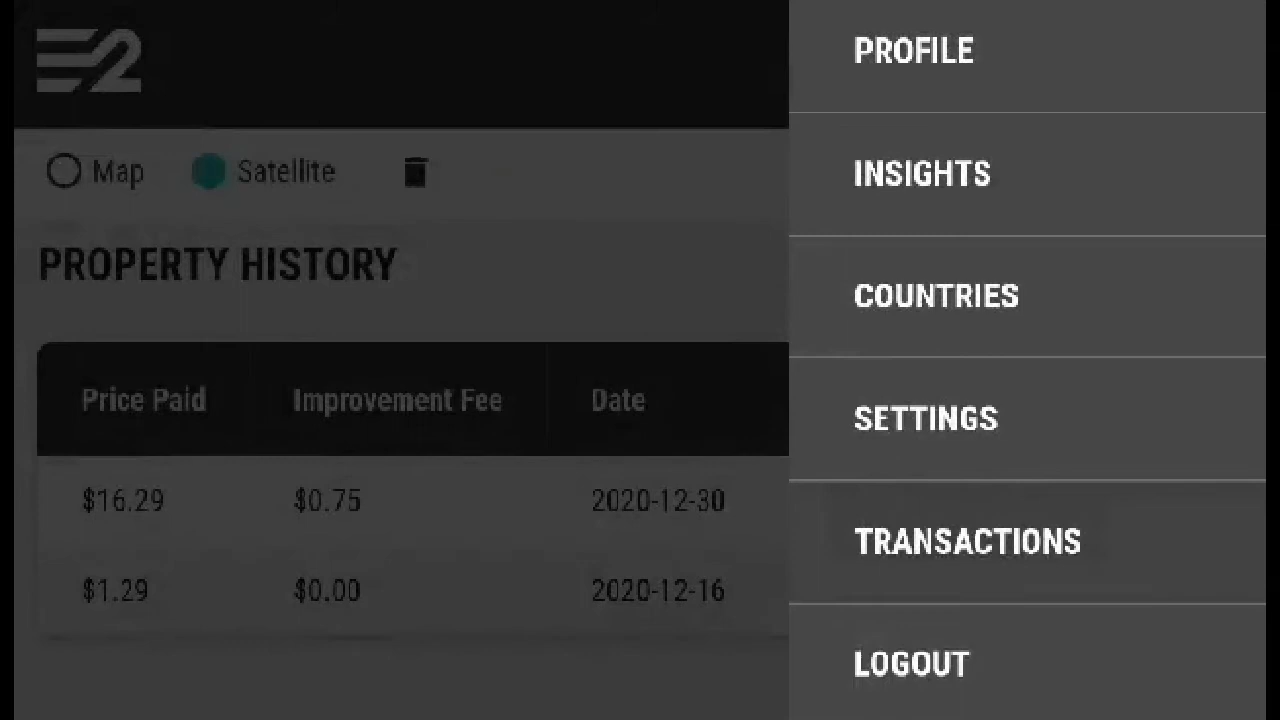 E2
PROFILE
Map Satellite
INSIGHTS
PROPERTY HISTORY
COUNTRIES
Price Paid Improvement Fee Date
SETTINGS
$16.29 $0.75 2020-12-30
TRANSACTIONS
$1.29 $0.00 2020-12-16
LOGOUT